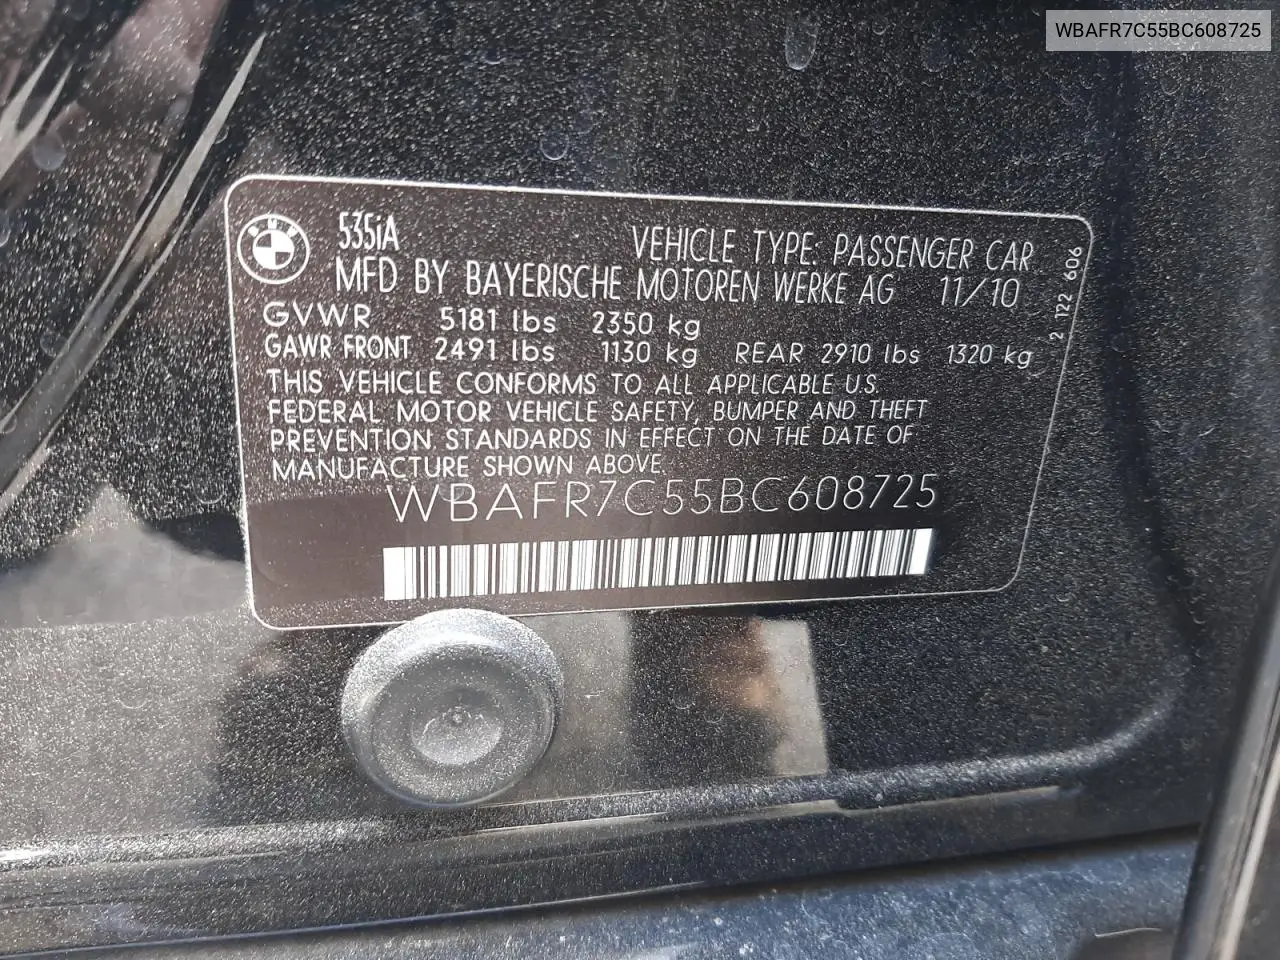 WBAFR7C55BC608725
BMW
535iA VEHICLE TYPE: PASSENGER CAR
MFD BY BAYERISCHE MOTOREN WERKE AG 11/10
GVWR 5181 lbs 2350 kg
GAWR FRONT 2491 lbs 1130 kg REAR 2910 lbs 1320 kg
THIS VEHICLE CONFORMS TO ALL APPLICABLE U.S.
FEDERAL MOTOR VEHICLE SAFETY, BUMPER AND THEFT
PREVENTION STANDARDS IN EFFECT ON THE DATE OF
MANUFACTURE SHOWN ABOVE.
WBAFR7C55BC608725
2 122 606